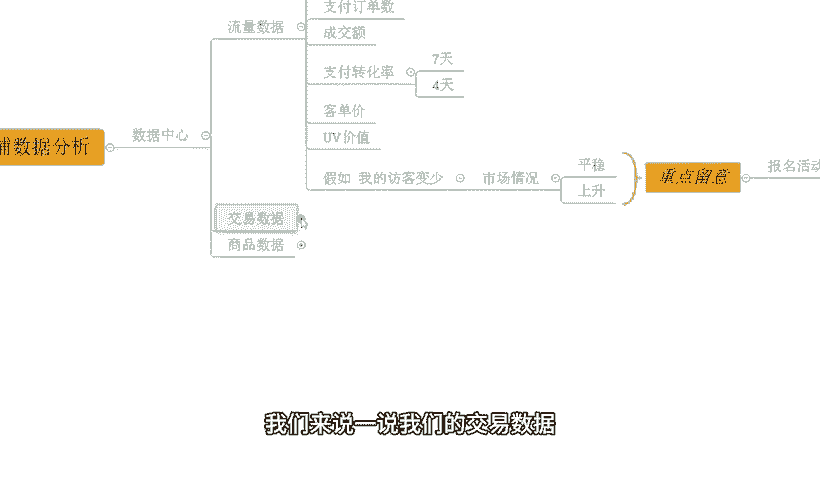 支付订单数
流量数据
成交额
7天
支付转化率
4天
客单价
数据中心
UV价值
铺数据分析
平稳
假如 我的访客变少
市场情况
重点留意
报名活动
上升
交易数据
商品数据
我们来说一说我们的交易数据